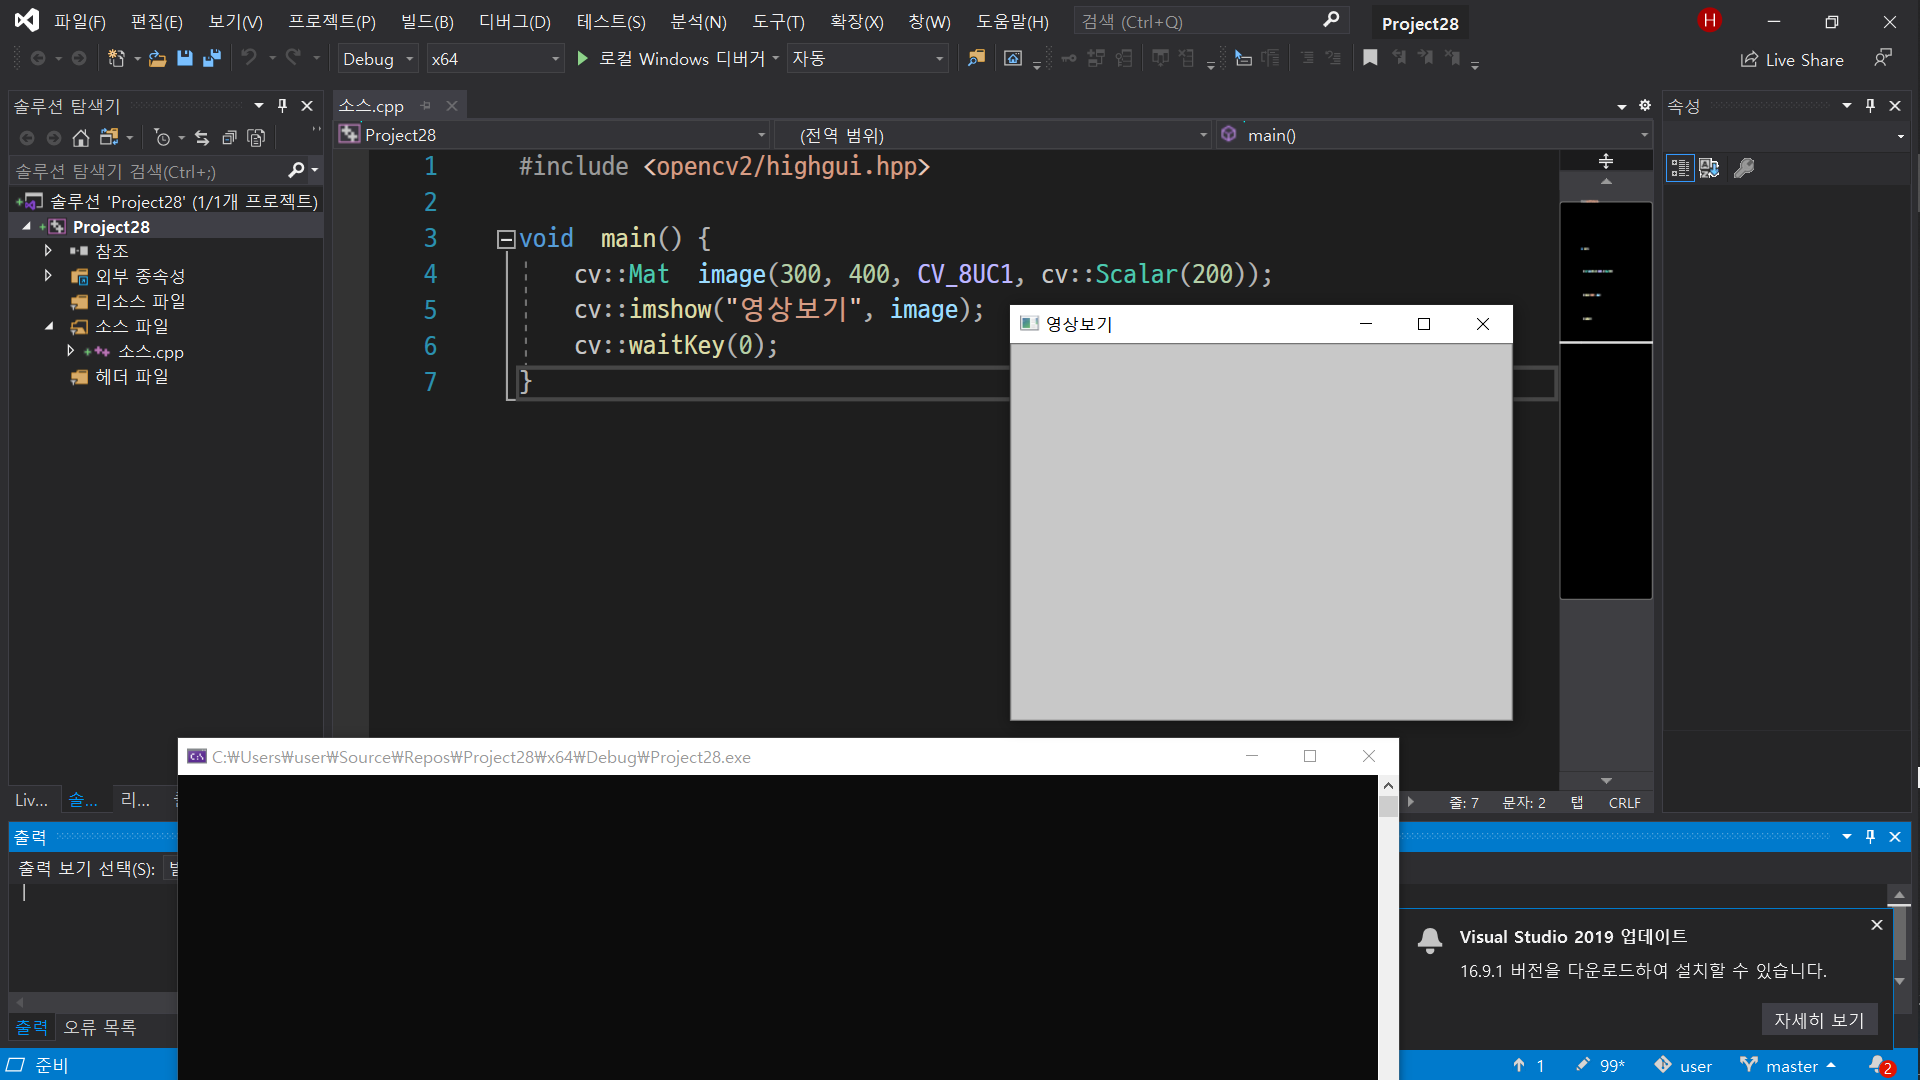 파일(F) 편집(E) 보기(V) 프로젝트(P) 빌드(B) 디버그(D) 테스트(S) 분석(N) 도구(T) 확장(X) 창(W) 도움말(H) 검색 (Ctrl+Q) Project28 H
Debug x64 로컬 Windows 디버거 자동 Live Share
솔루션 탐색기
솔루션 탐색기 검색(Ctrl+;)
솔루션 'Project28' (1/1개 프로젝트)
Project28
참조
외부 종속성
리소스 파일
소스 파일
소스.cpp
헤더 파일
Liv... 솔... 리...
소스.cpp
Project28 (전역 범위) main()
1 #include <opencv2/highgui.hpp>
2
3 void main() {
4 cv::Mat image(300, 400, CV_8UC1, cv::Scalar(200));
5 cv::imshow("영상보기", image);
6 cv::waitKey(0);
7 }
영상보기
속성
C:₩Users₩user₩Source₩Repos₩Project28₩x64₩Debug₩Project28.exe
줄: 7 문자: 2 탭 CRLF
출력
출력 보기 선택(S):
출력 오류 목록
Visual Studio 2019 업데이트
16.9.1 버전을 다운로드하여 설치할 수 있습니다.
자세히 보기
준비 1 99* user master 2